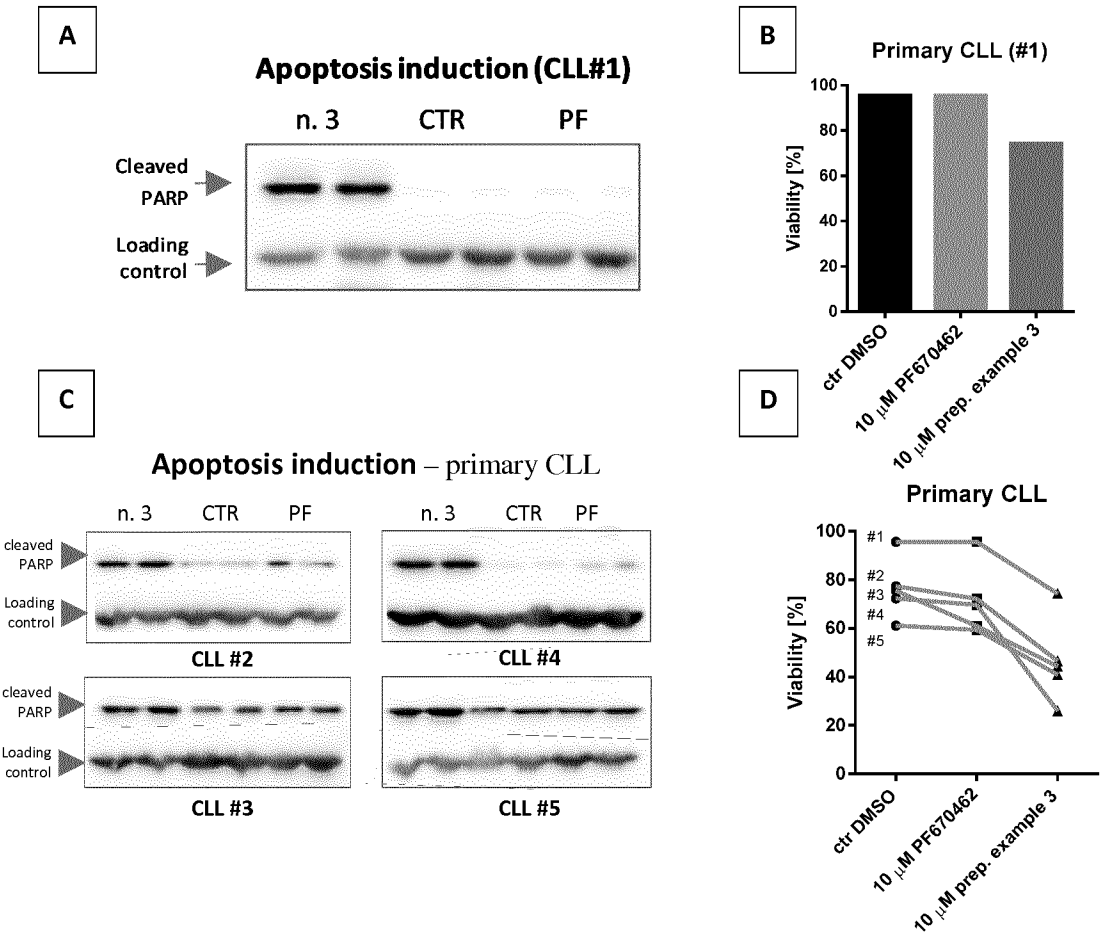 A
Apoptosis induction (CLL#1)
n. 3 CTR PF
Cleaved
PARP
Loading
control
B
Primary CLL (#1)
Viability [%]
100
80
60
40
20
0
ctr DMSO
10 μM PF670462
10 μM prep. example 3
C
Apoptosis induction – primary CLL
n. 3 CTR PF
cleaved
PARP
Loading
control
CLL #2
n. 3 CTR PF
CLL #4
cleaved
PARP
Loading
control
CLL #3
CLL #5
D
Primary CLL
Viability [%]
100
80
60
40
20
0
#1
#2
#3
#4
#5
ctr DMSO
10 μM PF670462
10 μM prep. example 3